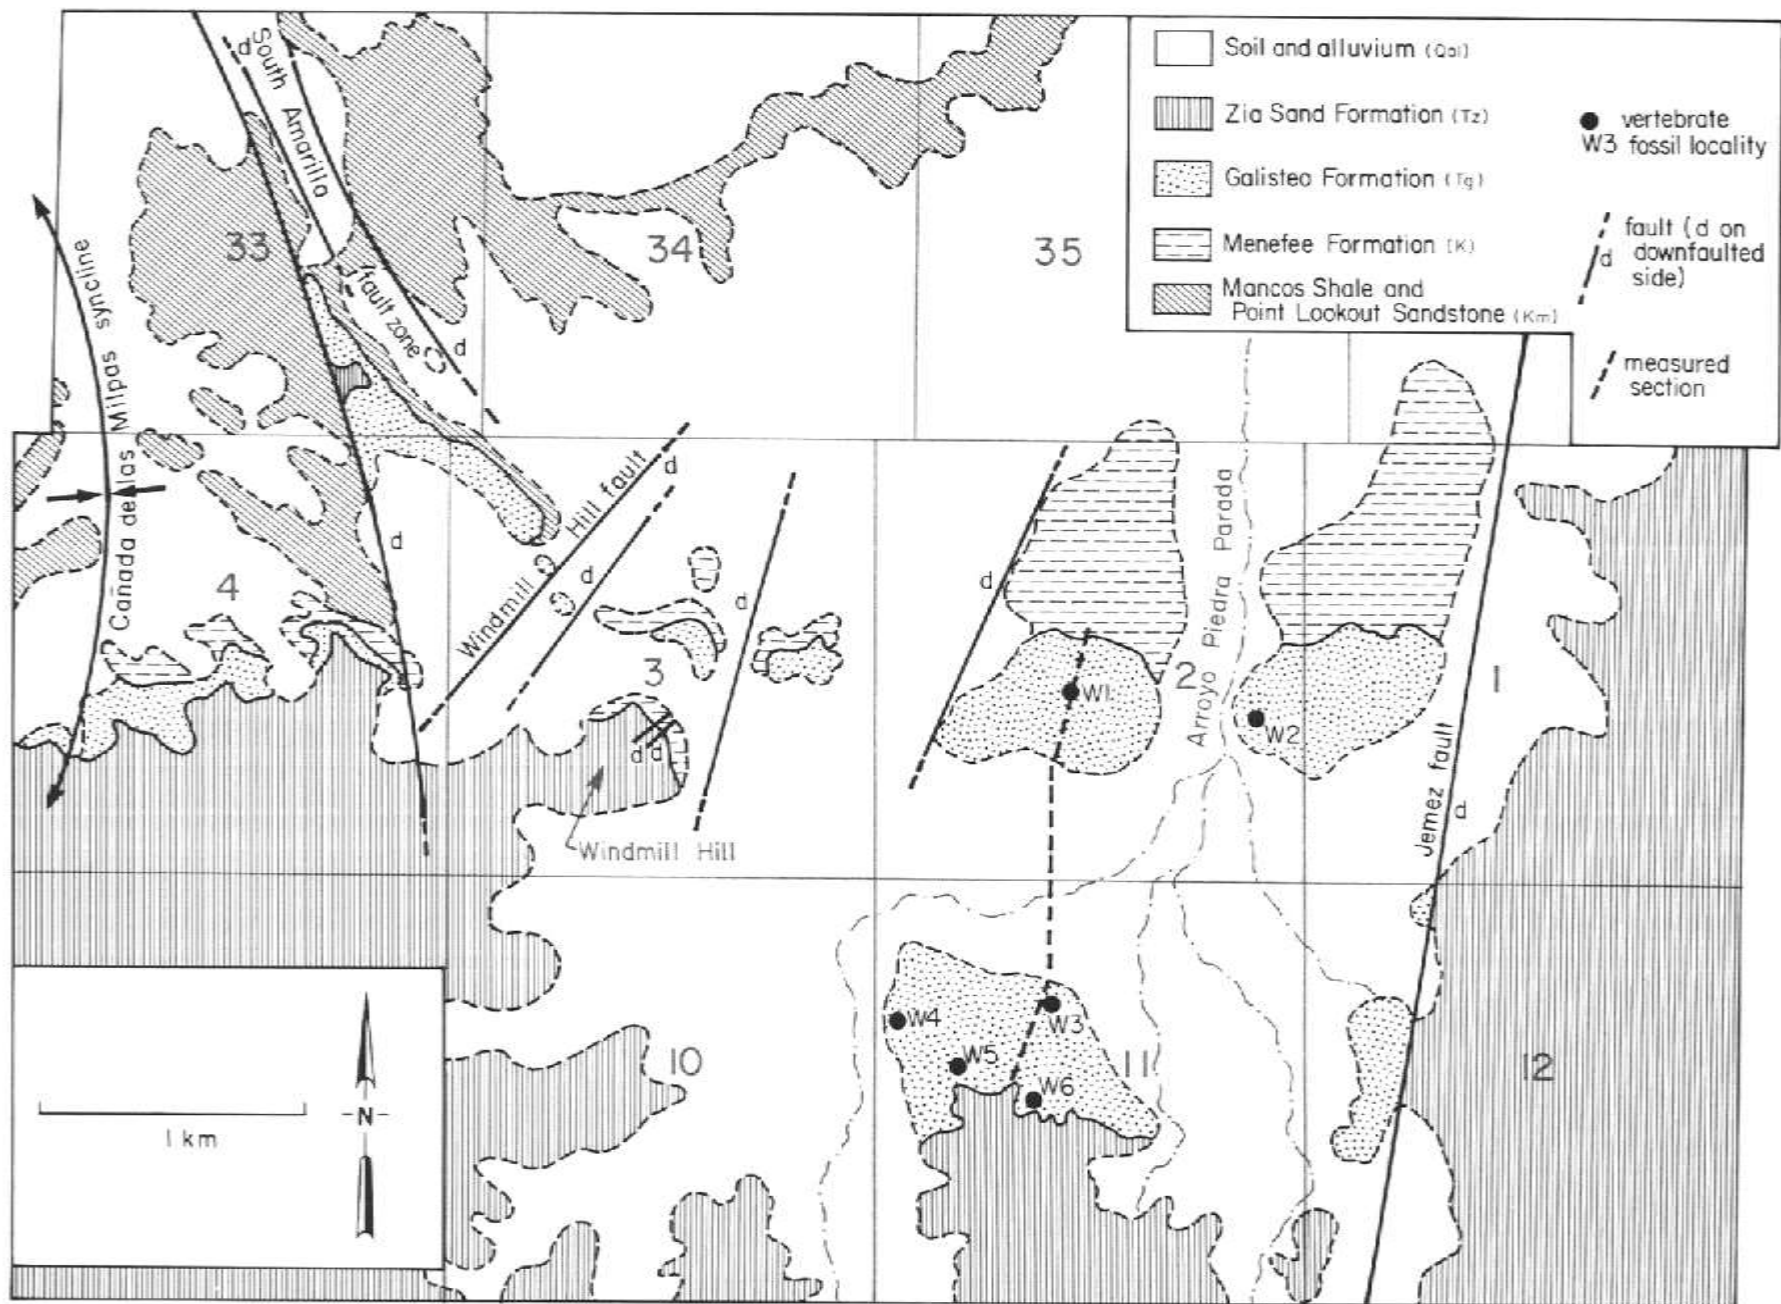 Soil and alluvium (Qal)
Zia Sand Formation (Tz)
Galisteo Formation (Tg)
Menefee Formation (K)
Mancos Shale and
Point Lookout Sandstone (Km)
vertebrate
W3 fossil locality
fault (d on
d downfaulted
side)
measured
section
d
South Amarilla
fault zone
d
33
34
35
Cañada de las Milpas syncline
d
4
Windmill Hill fault
d
d
d
3
d d
Windmill Hill
d
W1
2
Arroyo Piedra Parada
W2
1
Jemez fault
d
W4
W3
W5
W6
10
11
12
1 km
N